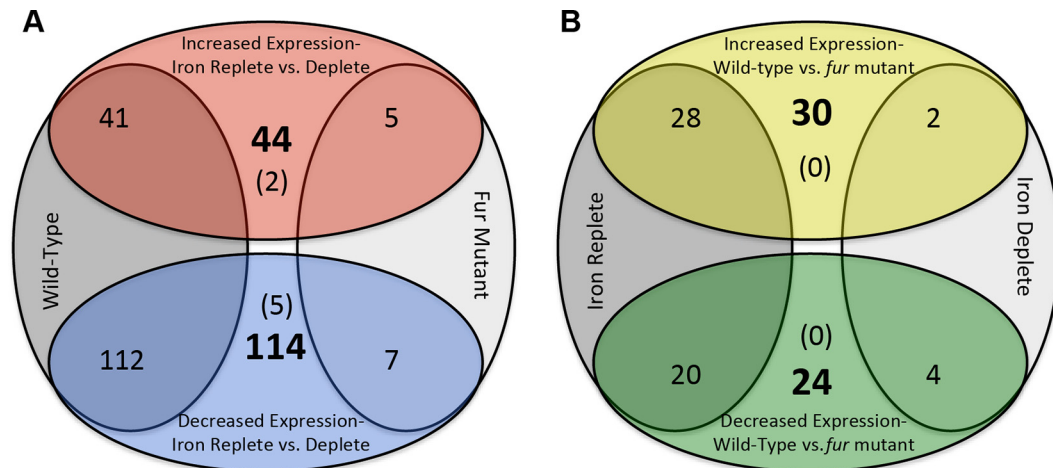 A
Increased Expression-
Iron Replete vs. Deplete
41
44
5
(2)
Wild-Type
Fur Mutant
(5)
112
114
7
Decreased Expression-
Iron Replete vs. Deplete
B
Increased Expression-
Wild-type vs. fur mutant
28
30
2
(0)
Iron Replete
Iron Deplete
(0)
20
24
4
Decreased Expression-
Wild-Type vs. fur mutant